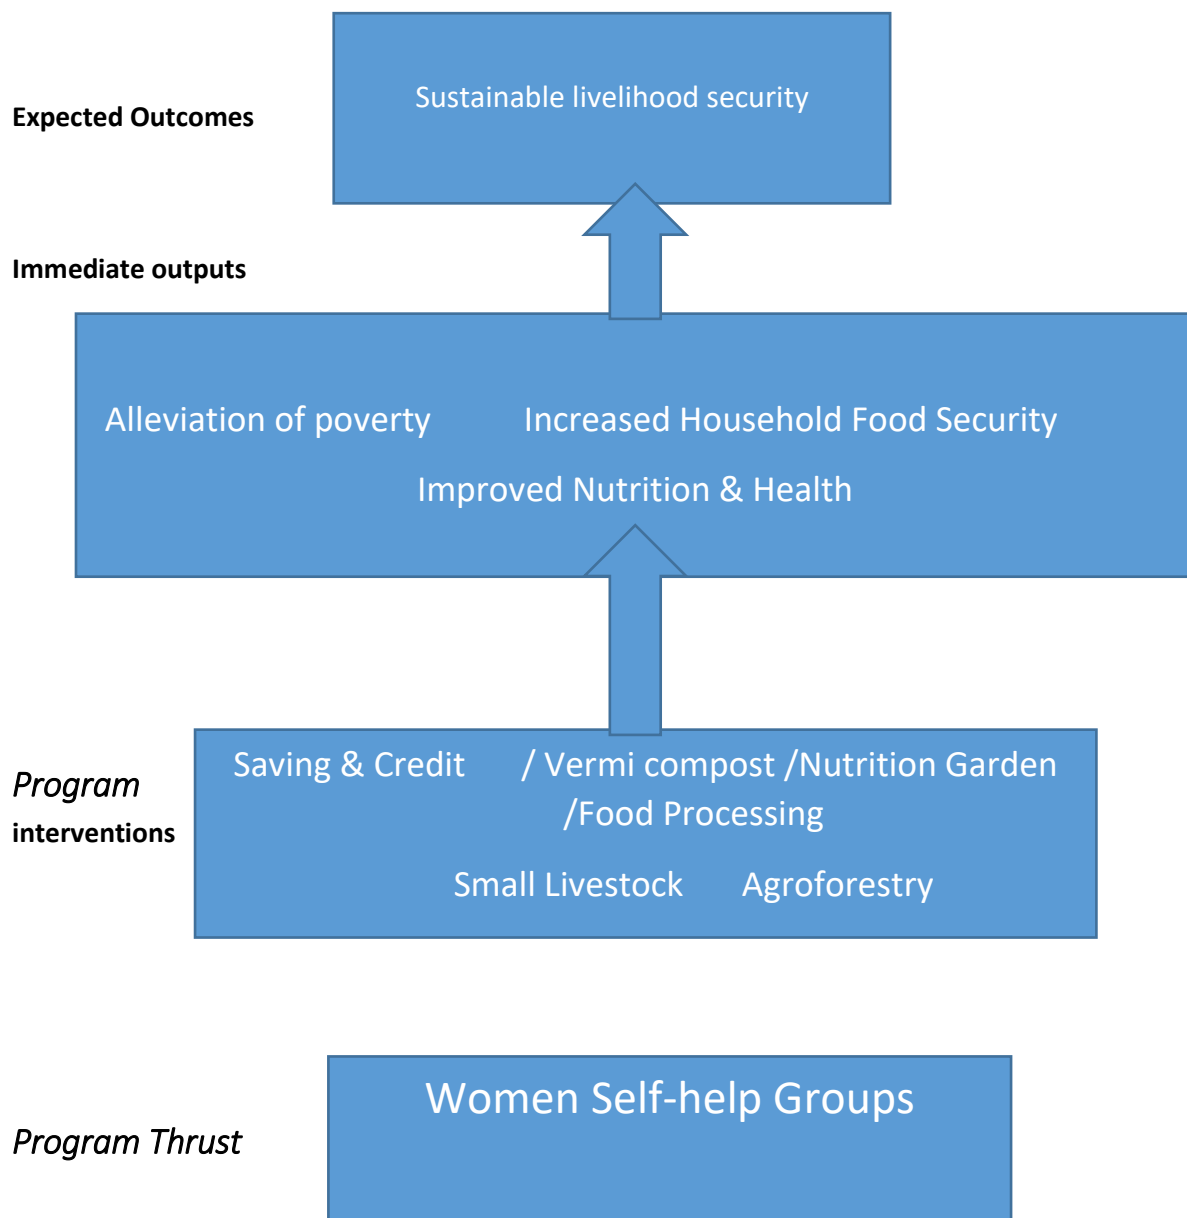 Sustainable livelihood security
Expected Outcomes
Immediate outputs
Alleviation of poverty Increased Household Food Security
Improved Nutrition & Health
Saving & Credit / Vermi compost /Nutrition Garden
/Food Processing
Program
interventions
Small Livestock Agroforestry
Women Self-help Groups
Program Thrust